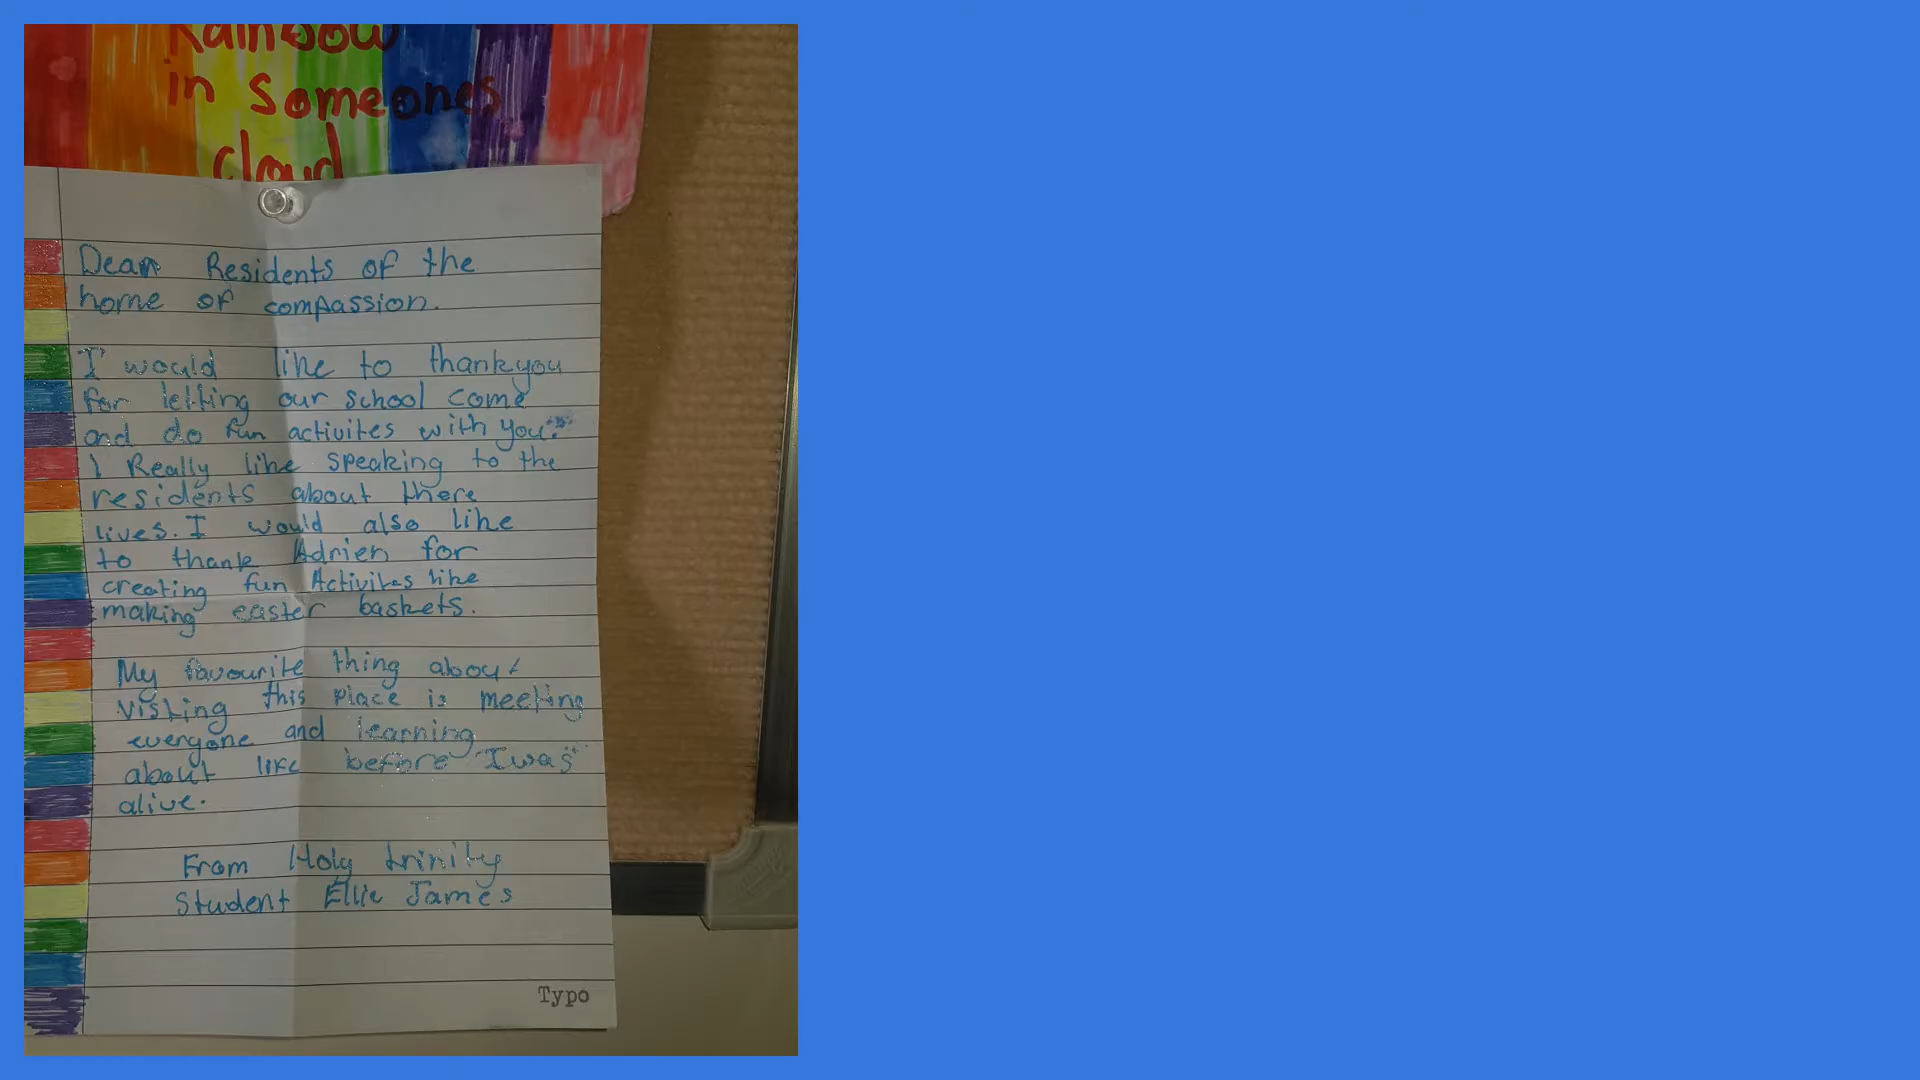 Rainbow
in someones
cloud
Dear Residents of the
home of compassion.
I would like to thankyou
for letting our school come
and do fun activites with you.
I Really like speaking to the
residents about there
lives. I would also like
to thank Adrien for
creating fun Activites like
making easter baskets.
My favourite thing about
visting this place is meeting
everyone and learning
about life before I was
alive.
From Holy trinity
Student Ellie James
Typo